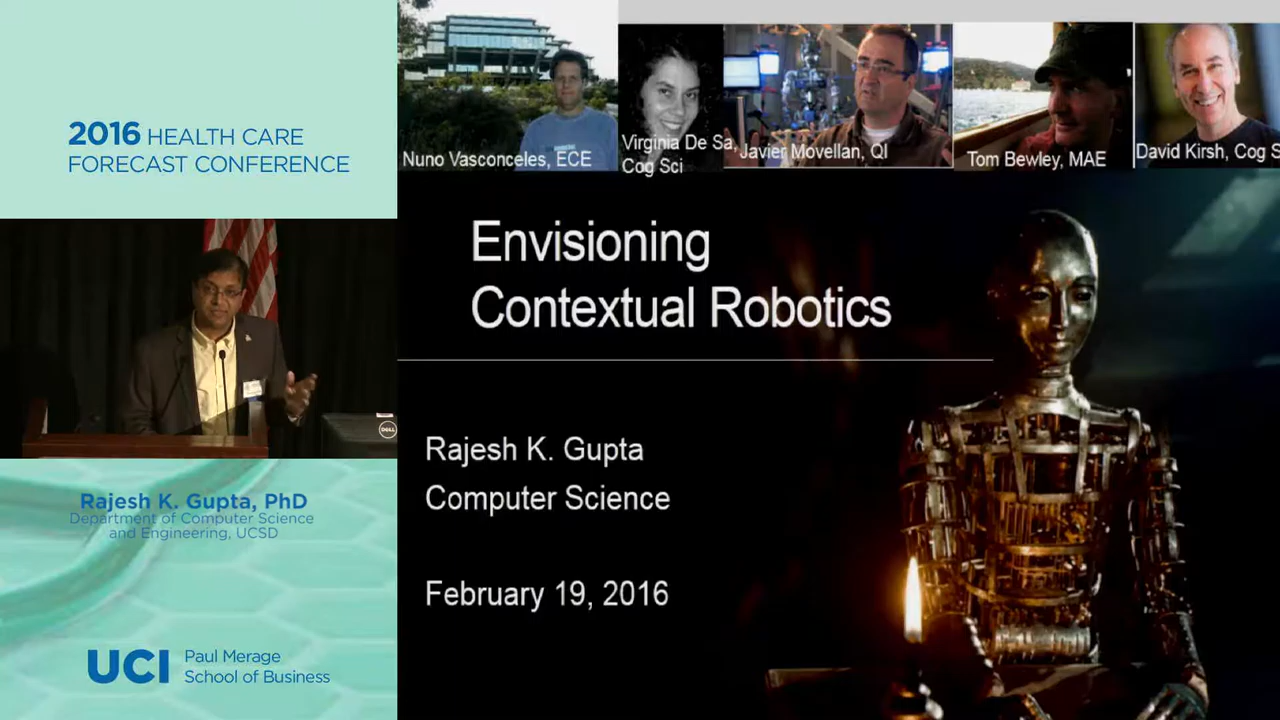 2016 HEALTH CARE
FORECAST CONFERENCE
Nuno Vasconceles, ECE
Virginia De Sa,
Cog Sci
Javier Movellan, QI
Tom Bewley, MAE
David Kirsh, Cog S
Envisioning
Contextual Robotics
Rajesh K. Gupta
Computer Science
February 19, 2016
DELL
Rajesh K. Gupta, PhD
Department of Computer Science
and Engineering, UCSD
UCI Paul Merage
School of Business